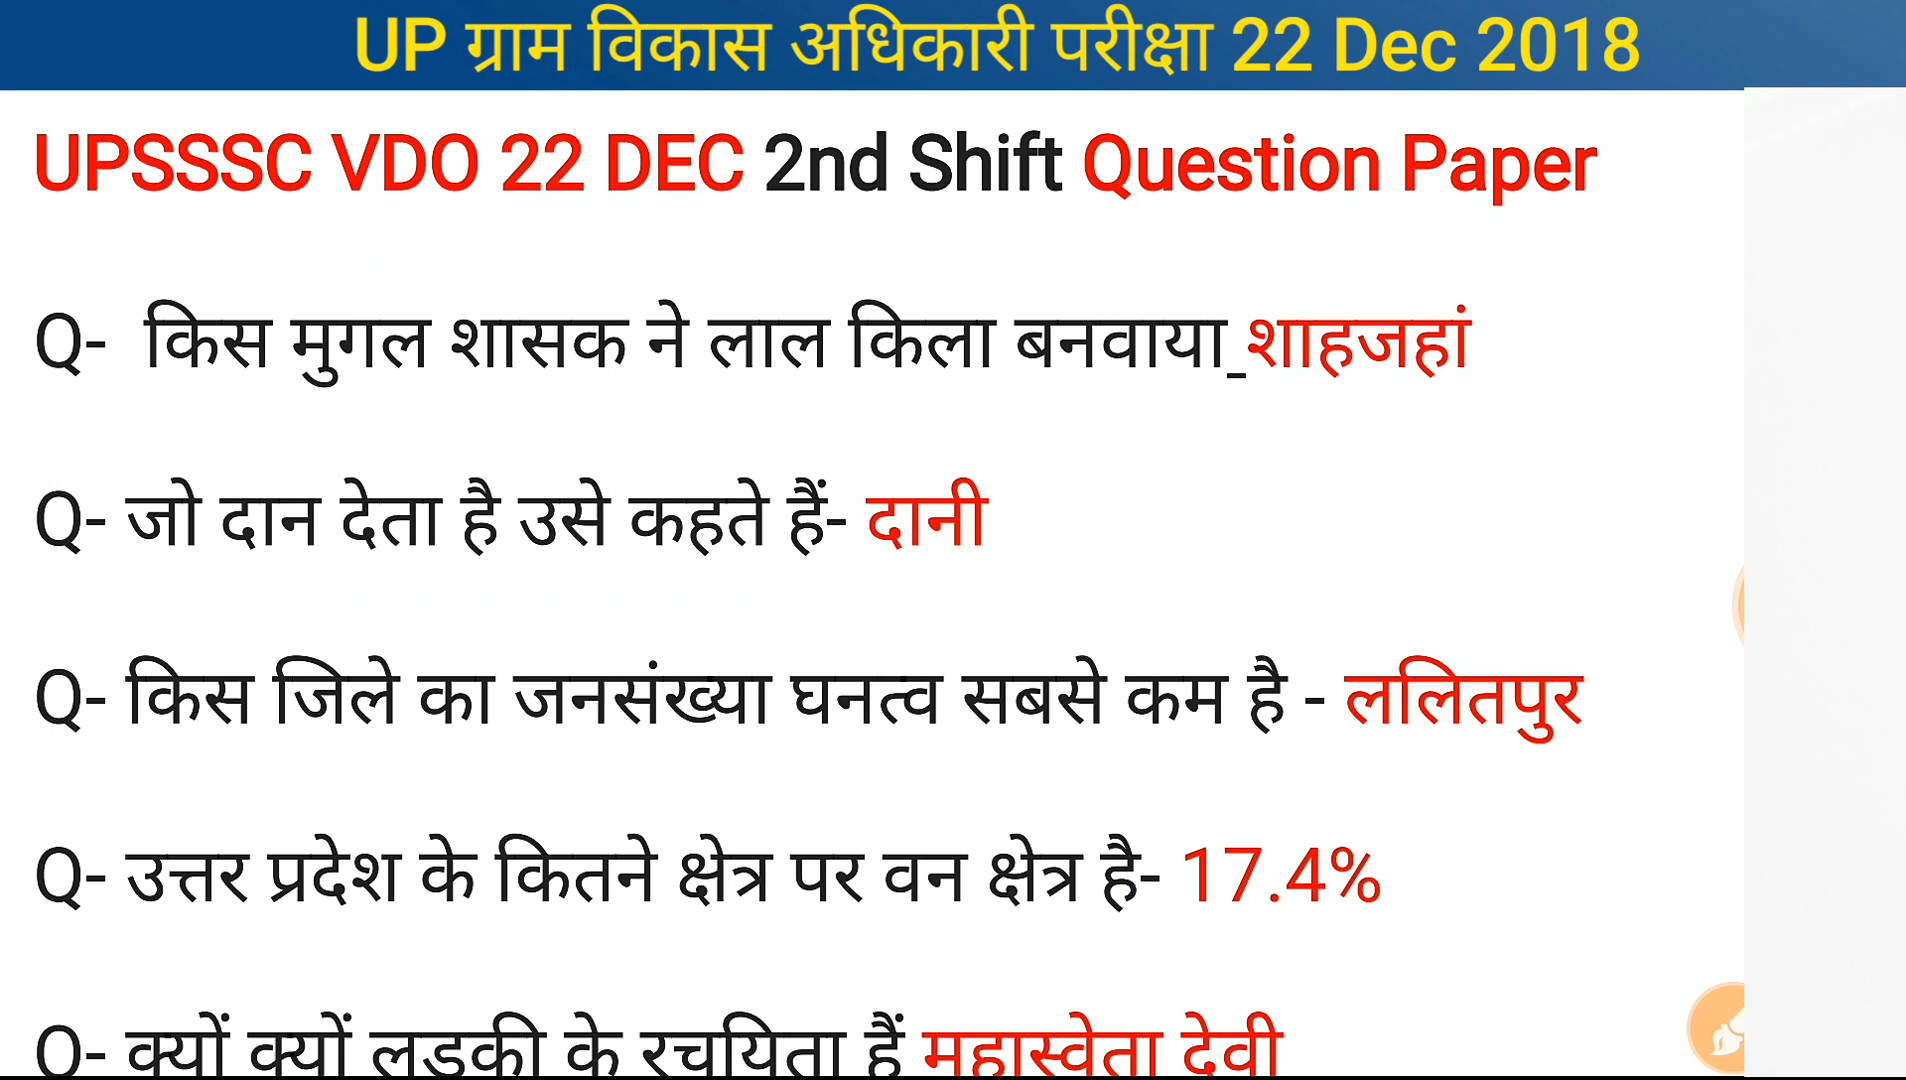 UP ग्राम विकास अधिकारी परीक्षा 22 Dec 2018
UPSSSC VDO 22 DEC 2nd Shift Question Paper
Q- किस मुगल शासक ने लाल किला बनवाया_शाहजहां
Q- जो दान देता है उसे कहते हैं- दानी
Q- किस जिले का जनसंख्या घनत्व सबसे कम है - ललितपुर
Q- उत्तर प्रदेश के कितने क्षेत्र पर वन क्षेत्र है- 17.4%
Q- क्यों क्यों लड़की के रचयिता हैं महास्वेता देवी